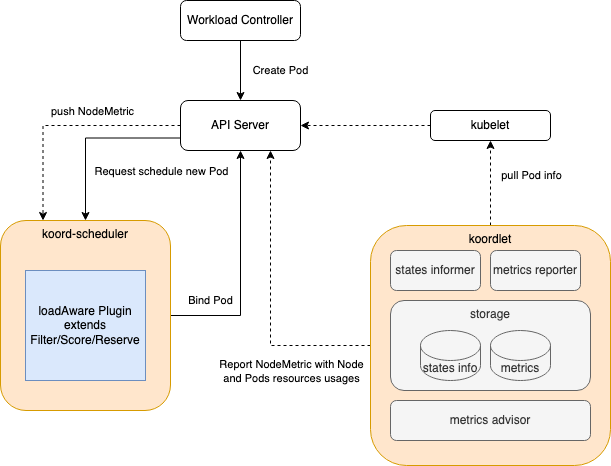 Workload Controller
Create Pod
push NodeMetric
API Server
kubelet
Request schedule new Pod
pull Pod info
koord-scheduler
koordlet
states informer
metrics reporter
loadAware Plugin
extends
Filter/Score/Reserve
Bind Pod
storage
states info
metrics
Report NodeMetric with Node
and Pods resources usages
metrics advisor